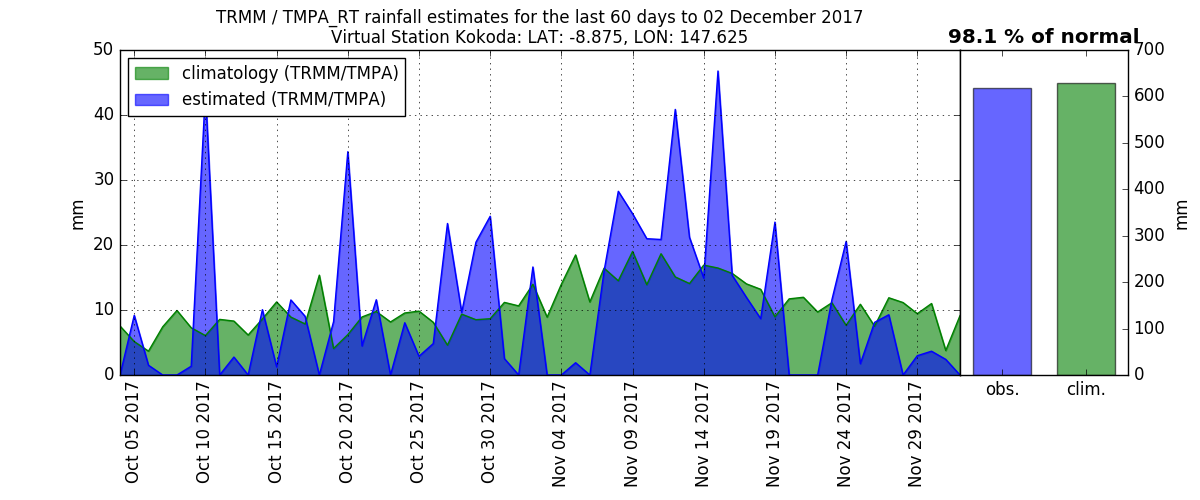 TRMM / TMPA_RT rainfall estimates for the last 60 days to 02 December 2017
Virtual Station Kokoda: LAT: -8.875, LON: 147.625
98.1 % of normal
climatology (TRMM/TMPA)
estimated (TRMM/TMPA)
50
40
30
20
10
0
mm
Oct 05 2017
Oct 10 2017
Oct 15 2017
Oct 20 2017
Oct 25 2017
Oct 30 2017
Nov 04 2017
Nov 09 2017
Nov 14 2017
Nov 19 2017
Nov 24 2017
Nov 29 2017
obs.
clim.
700
600
500
400
300
200
100
0
mm